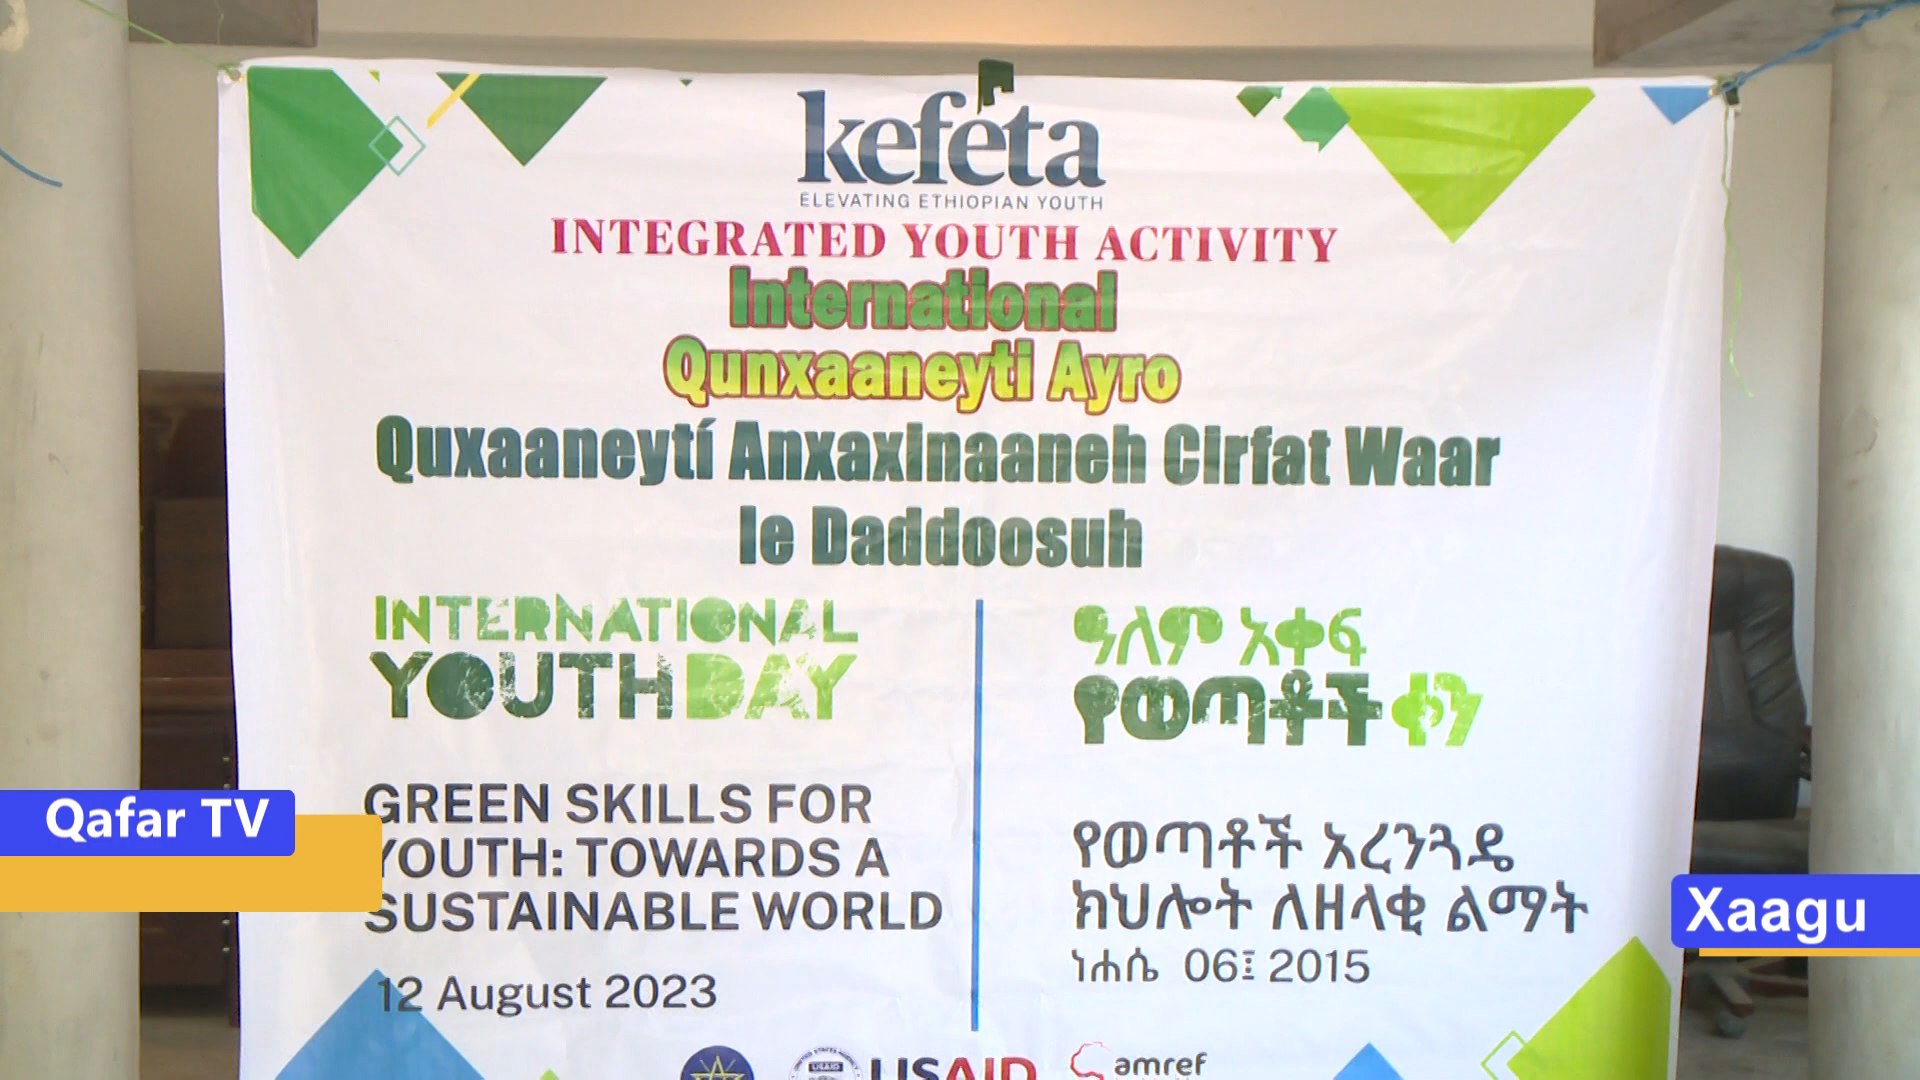 kefeta
ELEVATING ETHIOPIAN YOUTH
INTEGRATED YOUTH ACTIVITY
International
Qunxaaneyti Ayro
Quxaaneytí Anxaxinaaneh Cirfat Waar
le Daddoosuh
INTERNATIONAL
YOUTH DAY
GREEN SKILLS FOR
YOUTH: TOWARDS A
SUSTAINABLE WORLD
12 August 2023
ዓለም አቀፍ
የወጣቶች ቀን
የወጣቶች አረንጓዴ
ክህሎት ለዘላቂ ልማት
ነሐሴ 06፤ 2015
USAID
USAID
amref
Qafar TV
Xaagu